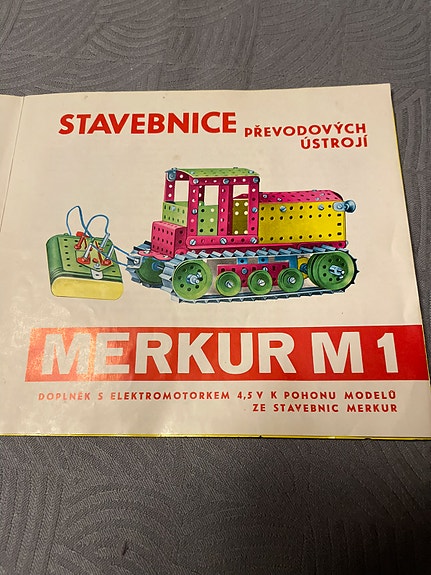 STAVEBNICE PŘEVODOVÝCH
ÚSTROJÍ
MERKUR M 1
DOPLNĚK S ELEKTROMOTORKEM 4,5 V K POHONU MODELŮ
ZE STAVEBNIC MERKUR